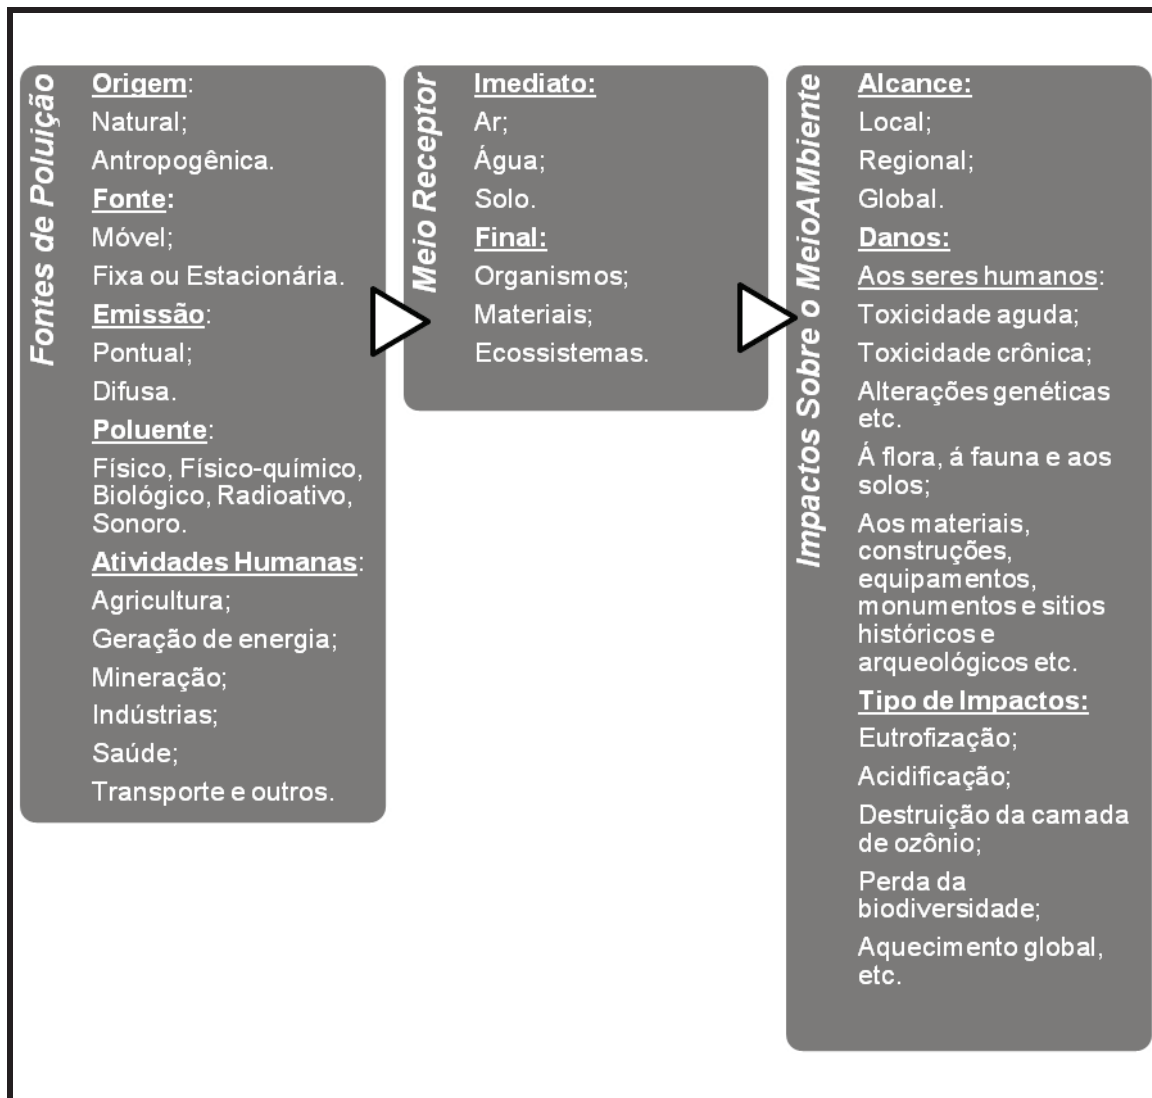 Fontes de Poluição
Origem:
Natural;
Antropogênica.
Fonte:
Móvel;
Fixa ou Estacionária.
Emissão:
Pontual;
Difusa.
Poluente:
Físico, Físico-químico,
Biológico, Radioativo,
Sonoro.
Atividades Humanas:
Agricultura;
Geração de energia;
Mineração;
Indústrias;
Saúde;
Transporte e outros.
Meio Receptor
Imediato:
Ar;
Água;
Solo.
Final:
Organismos;
Materiais;
Ecossistemas.
Impactos Sobre o MeioAMbiente
Alcance:
Local;
Regional;
Global.
Danos:
Aos seres humanos:
Toxicidade aguda;
Toxicidade crônica;
Alterações genéticas
etc.
Á flora, á fauna e aos
solos;
Aos materiais,
construções,
equipamentos,
monumentos e sitios
históricos e
arqueológicos etc.
Tipo de Impactos:
Eutrofização;
Acidificação;
Destruição da camada
de ozônio;
Perda da
biodiversidade;
Aquecimento global,
etc.